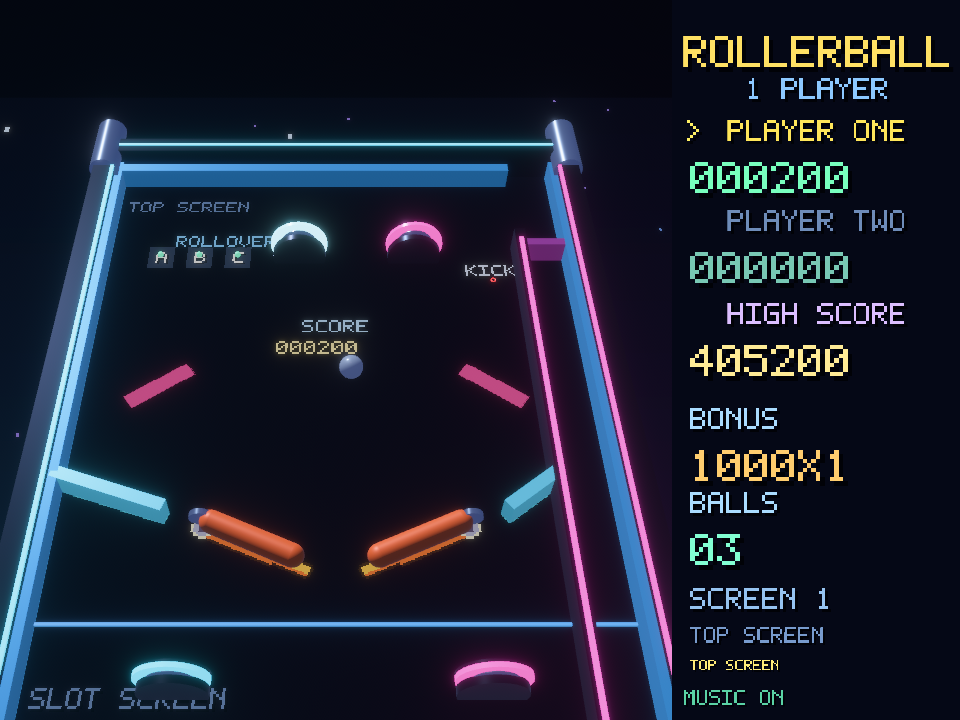 TOP SCREEN
ROLLOVER
A B C
KICK
SCORE
000200
SLOT SCREEN
ROLLERBALL
1 PLAYER
> PLAYER ONE
000200
PLAYER TWO
000000
HIGH SCORE
405200
BONUS
1000X1
BALLS
03
SCREEN 1
TOP SCREEN
TOP SCREEN
MUSIC ON